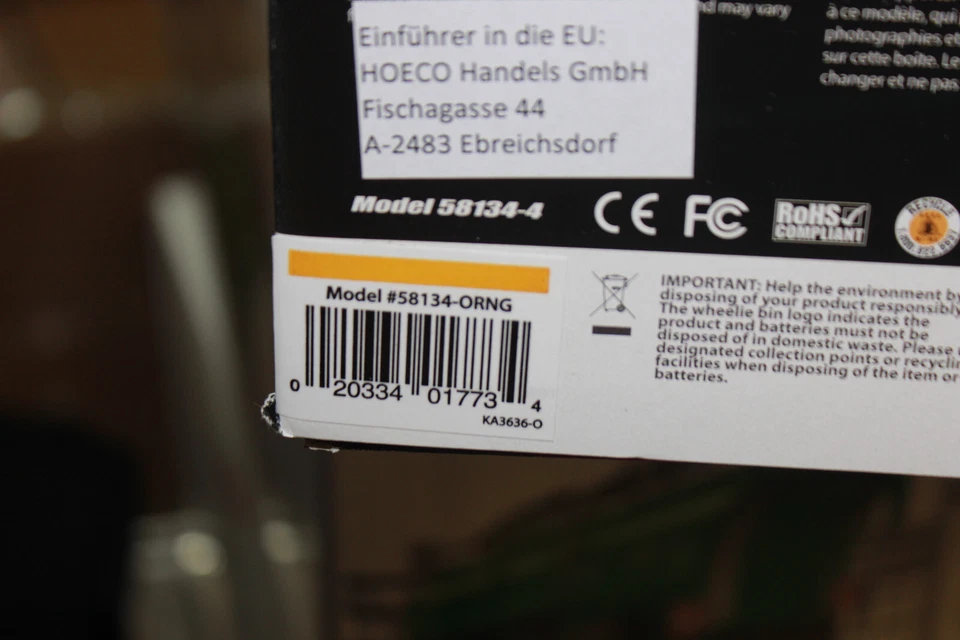 nd may vary
à ce modèle, qui
photographies et
sur cette boîte. Le
changer et ne pas
Einführer in die EU:
HOECO Handels GmbH
Fischagasse 44
A-2483 Ebreichsdorf
Model 58134-4
CE FC
RoHS
COMPLIANT
RECYCLE
Model #58134-ORNG
0 20334 01773 4
KA3636-O
IMPORTANT: Help the environment by
disposing of your product responsibly
The wheelie bin logo indicates the
product and batteries must not be
disposed of in domestic waste. Please
designated collection points or recyclin
facilities when disposing of the item or
batteries.